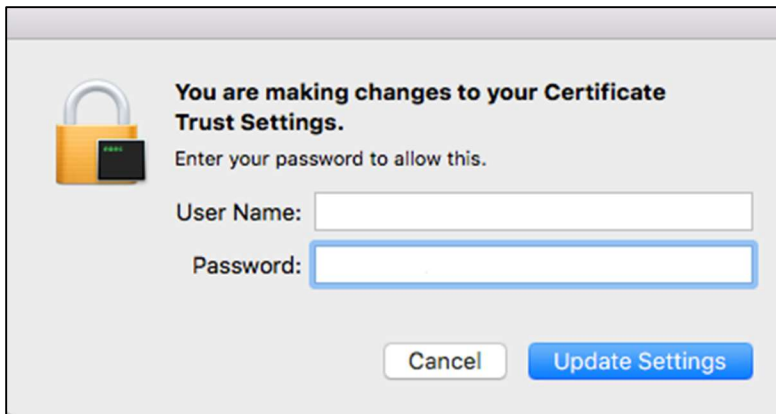 You are making changes to your Certificate
Trust Settings.
Enter your password to allow this.
User Name:
Password:
Cancel
Update Settings